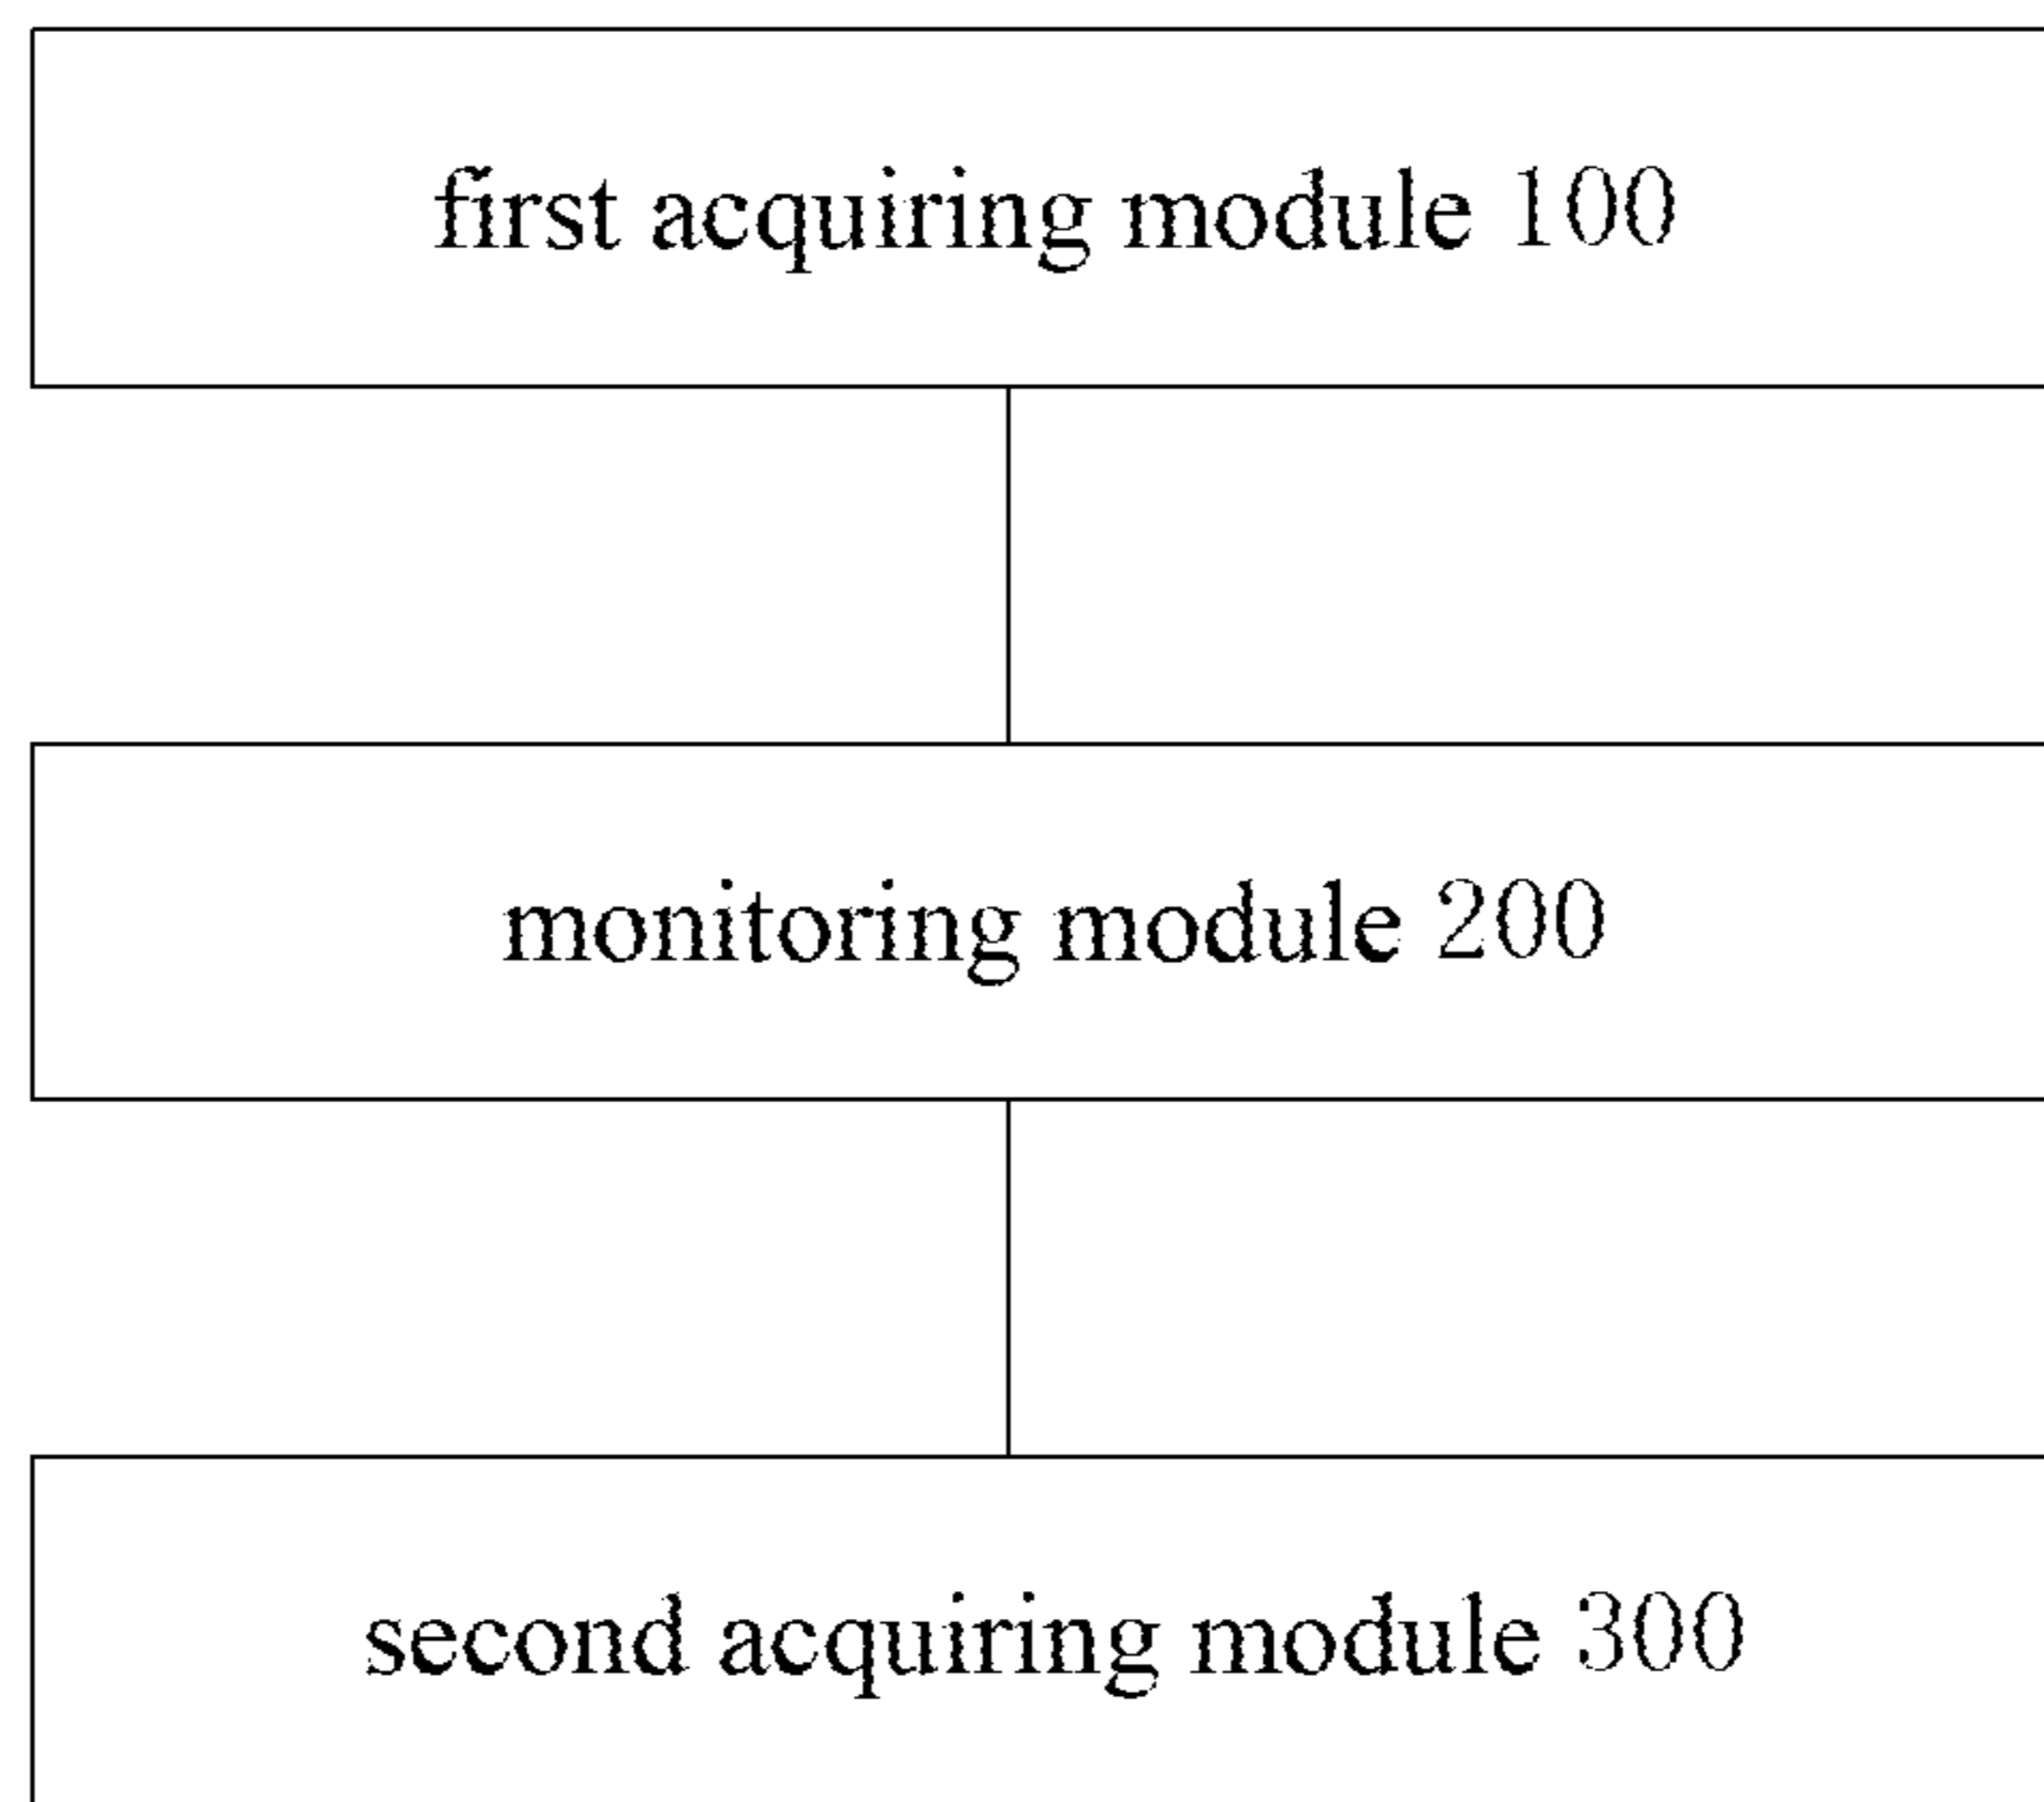 first acquiring module 100
monitoring module 200
second acquiring module 300